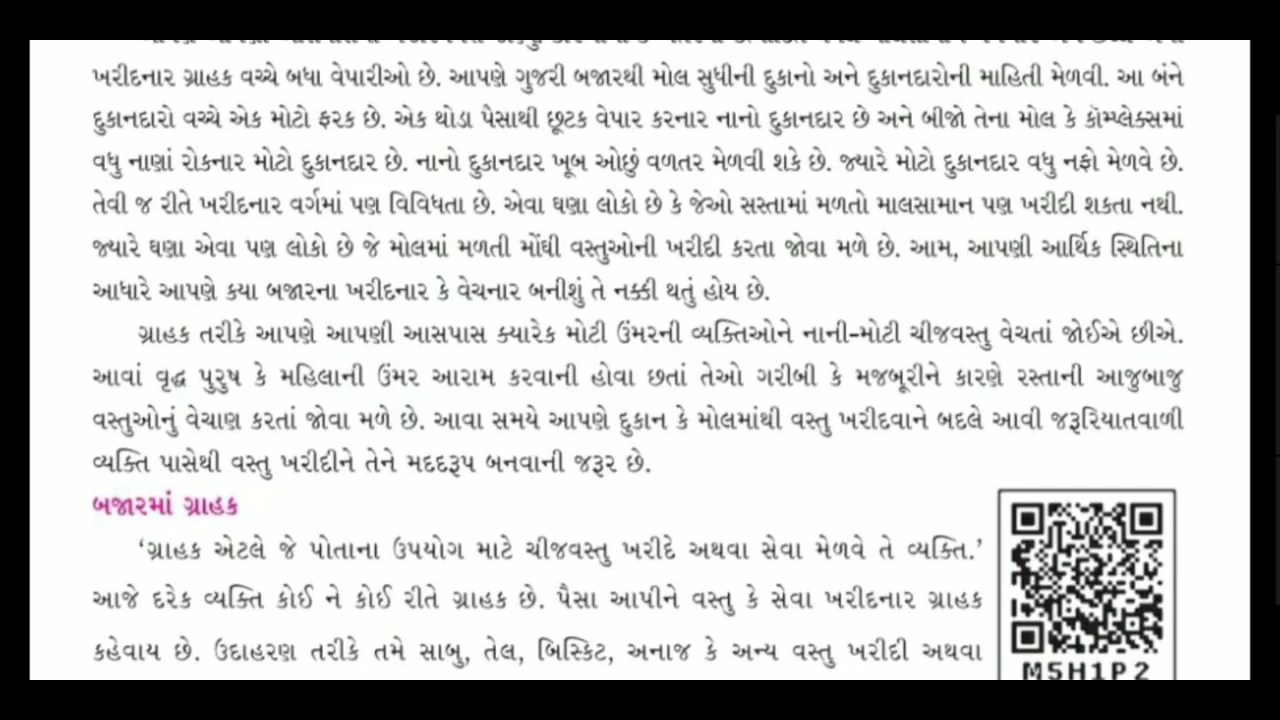 ખરીદનાર ગ્રાહક વચ્ચે બધા વેપારીઓ છે. આપણે ગુજરી બજારથી મોલ સુધીની દુકાનો અને દુકાનદારોની માહિતી મેળવી. આ બંને
દુકાનદારો વચ્ચે એક મોટો ફરક છે. એક થોડા પૈસાથી છૂટક વેપાર કરનાર નાનો દુકાનદાર છે અને બીજો તેના મોલ કે કૉમ્પ્લેક્સમાં
વધુ નાણાં રોકનાર મોટો દુકાનદાર છે. નાનો દુકાનદાર ખૂબ ઓછું વળતર મેળવી શકે છે. જ્યારે મોટો દુકાનદાર વધુ નફો મેળવે છે.
તેવી જ રીતે ખરીદનાર વર્ગમાં પણ વિવિધતા છે. એવા ઘણા લોકો છે કે જેઓ સસ્તામાં મળતો માલસામાન પણ ખરીદી શકતા નથી.
જ્યારે ઘણા એવા પણ લોકો છે જે મોલમાં મળતી મોંઘી વસ્તુઓની ખરીદી કરતા જોવા મળે છે. આમ, આપણી આર્થિક સ્થિતિના
આધારે આપણે કયા બજારના ખરીદનાર કે વેચનાર બનીશું તે નક્કી થતું હોય છે.
ગ્રાહક તરીકે આપણે આપણી આસપાસ ક્યારેક મોટી ઉંમરની વ્યક્તિઓને નાની-મોટી ચીજવસ્તુ વેચતાં જોઈએ છીએ.
આવાં વૃદ્ધ પુરુષ કે મહિલાની ઉંમર આરામ કરવાની હોવા છતાં તેઓ ગરીબી કે મજબૂરીને કારણે રસ્તાની આજુબાજુ
વસ્તુઓનું વેચાણ કરતાં જોવા મળે છે. આવા સમયે આપણે દુકાન કે મોલમાંથી વસ્તુ ખરીદવાને બદલે આવી જરૂરિયાતવાળી
વ્યક્તિ પાસેથી વસ્તુ ખરીદીને તેને મદદરૂપ બનવાની જરૂર છે.
બજારમાં ગ્રાહક
‘ગ્રાહક એટલે જે પોતાના ઉપયોગ માટે ચીજવસ્તુ ખરીદે અથવા સેવા મેળવે તે વ્યક્તિ.’
આજે દરેક વ્યક્તિ કોઈ ને કોઈ રીતે ગ્રાહક છે. પૈસા આપીને વસ્તુ કે સેવા ખરીદનાર ગ્રાહક
કહેવાય છે. ઉદાહરણ તરીકે તમે સાબુ, તેલ, બિસ્કિટ, અનાજ કે અન્ય વસ્તુ ખરીદી અથવા
M5H1P2